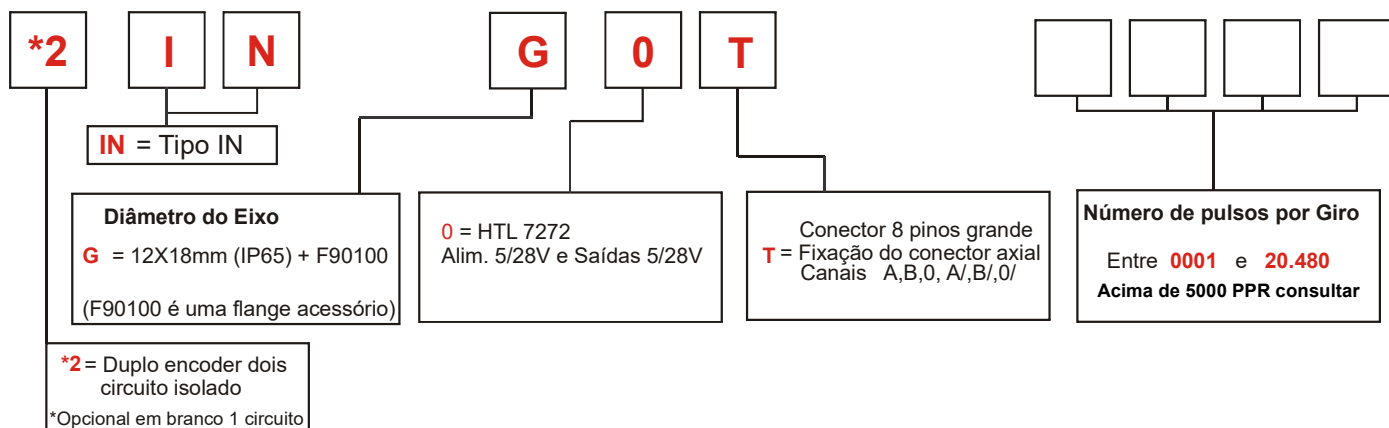 *2 I N G 0 T
IN = Tipo IN
Diâmetro do Eixo
G = 12X18mm (IP65) + F90100
(F90100 é uma flange acessório)
0 = HTL 7272
Alim. 5/28V e Saídas 5/28V
Conector 8 pinos grande
T = Fixação do conector axial
Canais A,B,0, A/,B/,0/
Número de pulsos por Giro
Entre 0001 e 20.480
Acima de 5000 PPR consultar
*2 = Duplo encoder dois
circuito isolado
*Opcional em branco 1 circuito